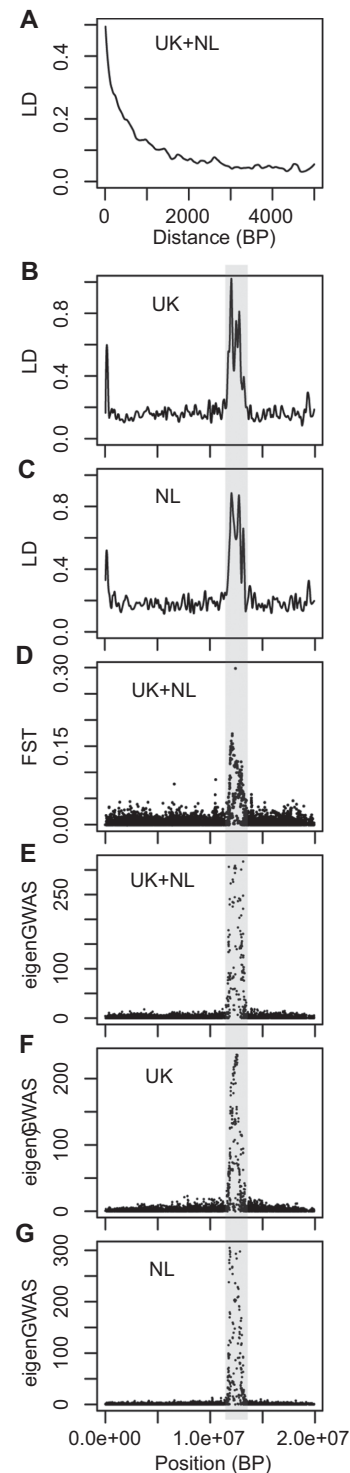 A
UK+NL
LD
0.0 0.2 0.4
0 2000 4000
Distance (BP)
B
UK
LD
0.0 0.4 0.8
C
NL
LD
0.0 0.4 0.8
D
UK+NL
FST
0.00 0.15 0.30
E
UK+NL
eigenGWAS
0 100 250
F
UK
eigenGWAS
0 100 200
G
NL
eigenGWAS
0 100 200 300
0.0e+00 1.0e+07 2.0e+07
Position (BP)